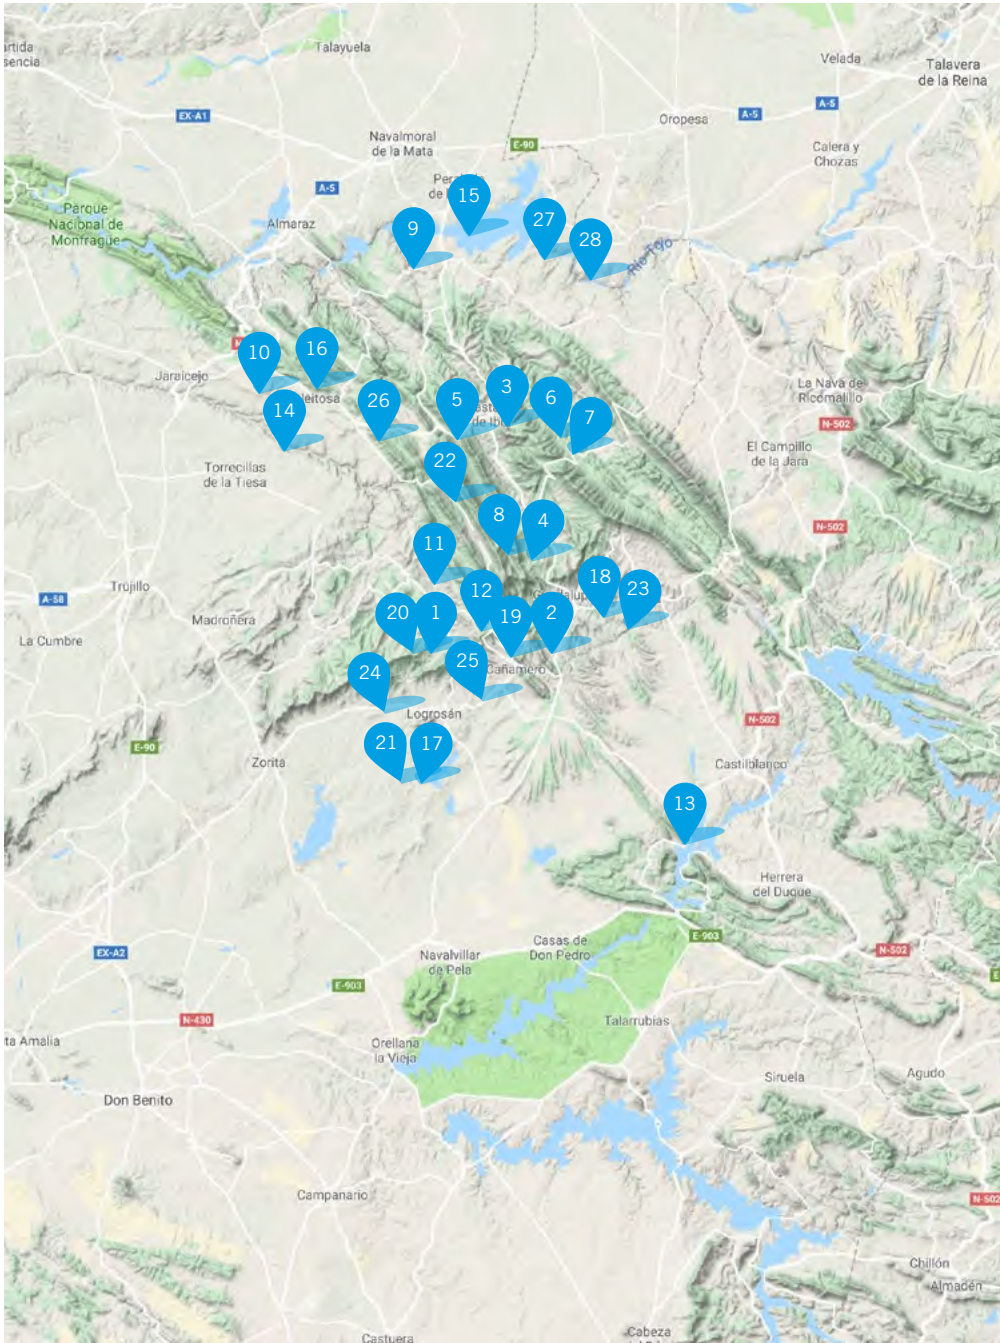 artida
sencia
Talayuela
Velada
Talavera
de la Reina
EX-A1
A-5
A-5
Oropesa
Navalmoral
de la Mata
E-90
Calera y
Chozas
A-5
15
Parque
Nacional de
Monfragüe
Almaraz
9
27
28
Río Tajo
10
16
Jaraicejo
14
26
5
3
6
7
La Nava de
Ricomalillo
N-502
El Campillo
de la Jara
Torrecillas
de la Tiesa
22
8
4
N-502
11
Trujillo
A-58
12
18
23
Madroñera
La Cumbre
20
1
19
2
25
Cañamero
24
Logrosán
N-502
E-90
Zorita
21
17
Castilblanco
13
Herrera
del Duque
E-903
N-502
EX-A2
Casas de
Don Pedro
Navalvillar
de Pela
E-903
N-430
Talarrubias
ta Amalia
Orellana
la Vieja
Siruela
Agudo
Don Benito
Campanario
N-502
Chillón
Almadén
Castuera
Cabeza